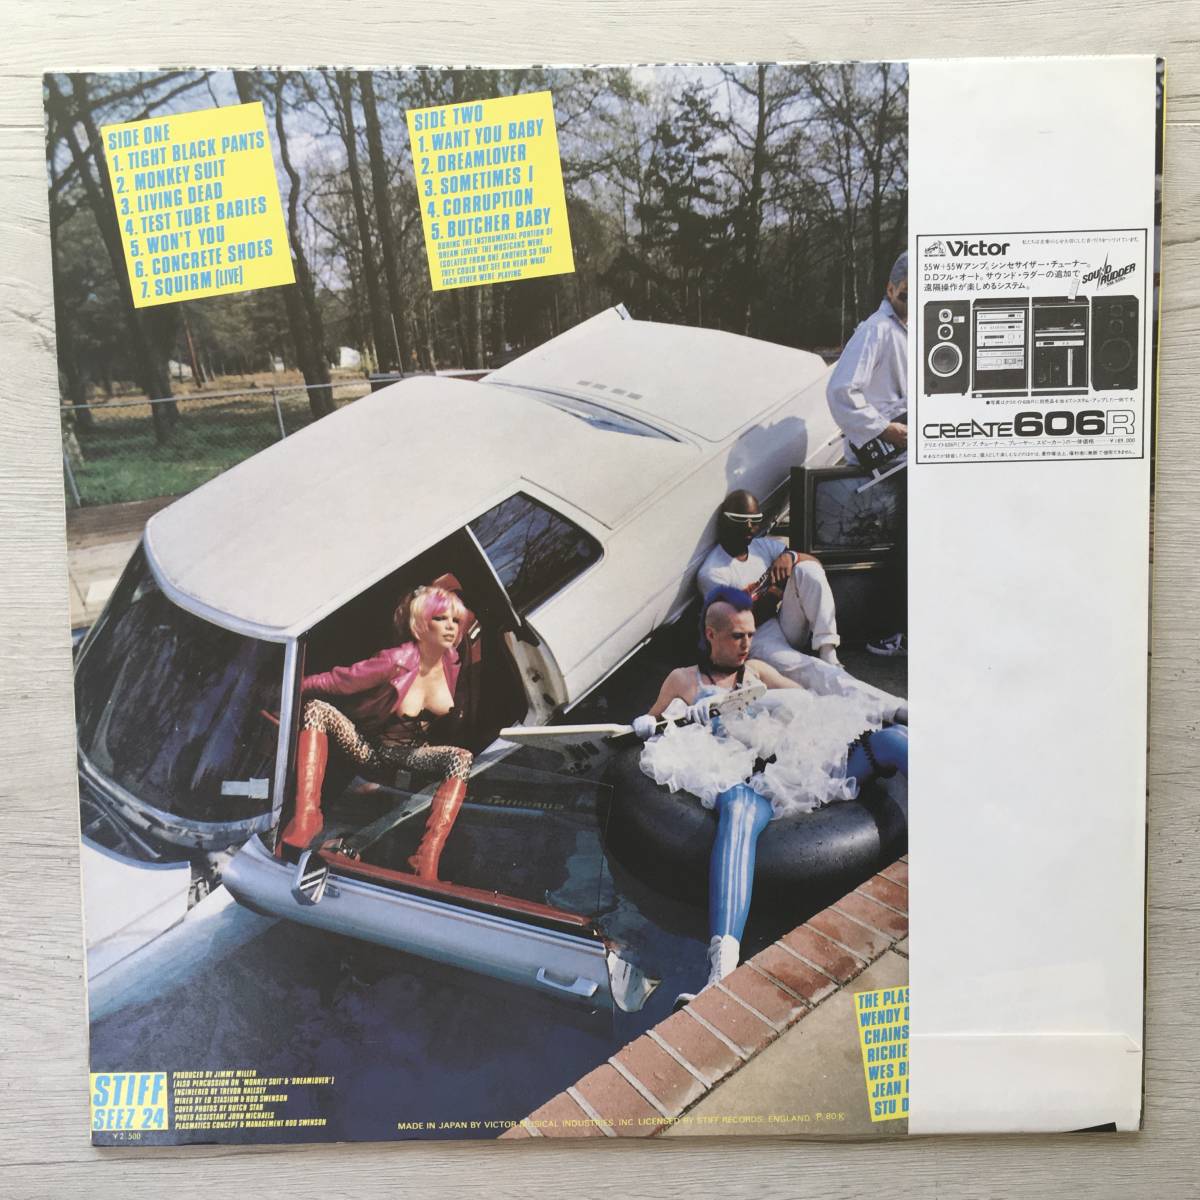 SIDE ONE
1. TIGHT BLACK PANTS
2. MONKEY SUIT
3. LIVING DEAD
4. TEST TUBE BABIES
5. WON'T YOU
6. CONCRETE SHOES
7. SQUIRM [LIVE]
SIDE TWO
1. WANT YOU BABY
2. DREAMLOVER
3. SOMETIMES I
4. CORRUPTION
5. BUTCHER BABY
DURING THE INSTRUMENTAL PORTION OF
'DREAM LOVER' THE MUSICIANS WERE
ISOLATED FROM ONE ANOTHER SO THAT
THEY COULD NOT SEE OR HEAR WHAT
EACH OTHER WERE PLAYING
Victor
55W+55Wアンプ。シンセサイザー・チューナー。
D.Dフル・オート。サウンド・ラダーの追加で
遠隔操作が楽しめるシステム。
SOUND RUDDER
CREATE 606R
THE PLAS
WENDY O
CHAINS
RICHIE
WES B
JEAN
STU
STIFF
SEEZ 24
¥2,500
PRODUCED BY JIMMY MILLER
[ALSO PERCUSSION ON 'MONKEY SUIT' & 'DREAMLOVER']
ENGINEERED BY TREVOR HALLSEY
MIXED BY ED STASIUM & ROD SWENSON
COVER PHOTOS BY BUTCH STAR
PHOTO ASSISTANT JOHN MICHAELS
PLASMATICS CONCEPT & MANAGEMENT ROD SWENSON
MADE IN JAPAN BY VICTOR MUSICAL INDUSTRIES, INC. LICENSED BY STIFF RECORDS, ENGLAND. P. 80 K